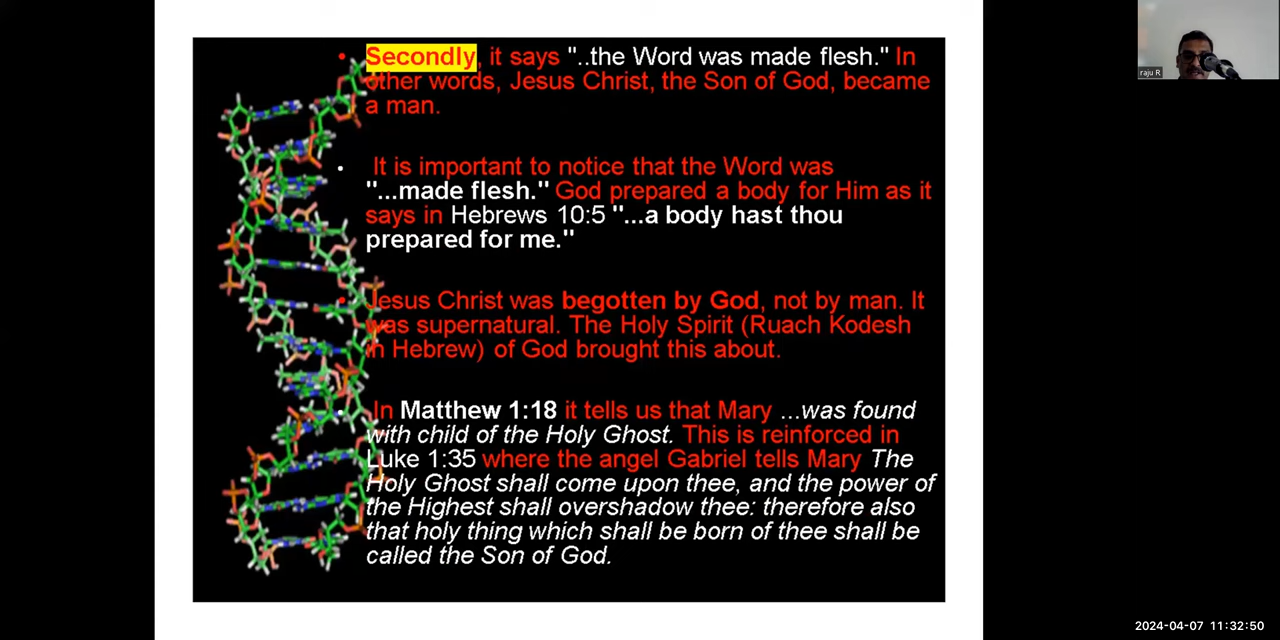 Secondly, it says "..the Word was made flesh." In
other words, Jesus Christ, the Son of God, became
a man.
It is important to notice that the Word was
"...made flesh." God prepared a body for Him as it
says in Hebrews 10:5 "...a body hast thou
prepared for me."
Jesus Christ was begotten by God, not by man. It
was supernatural. The Holy Spirit (Ruach Kodesh
in Hebrew) of God brought this about.
In Matthew 1:18 it tells us that Mary ...was found
with child of the Holy Ghost. This is reinforced in
Luke 1:35 where the angel Gabriel tells Mary The
Holy Ghost shall come upon thee, and the power of
the Highest shall overshadow thee: therefore also
that holy thing which shall be born of thee shall be
called the Son of God.
raju R
2024-04-07 11:32:50